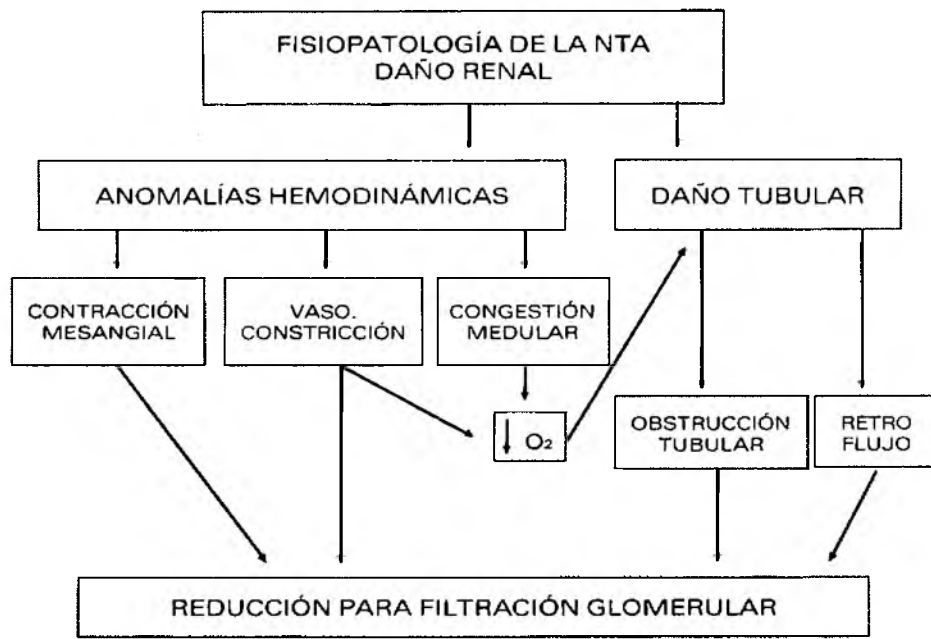 FISIOPATOLOGÍA DE LA NTA
DAÑO RENAL
ANOMALÍAS HEMODINÁMICAS
DAÑO TUBULAR
CONTRACCIÓN
MESANGIAL
VASO.
CONSTRICCIÓN
CONGESTIÓN
MEDULAR
↓ O₂
OBSTRUCCIÓN
TUBULAR
RETRO
FLUJO
REDUCCIÓN PARA FILTRACIÓN GLOMERULAR